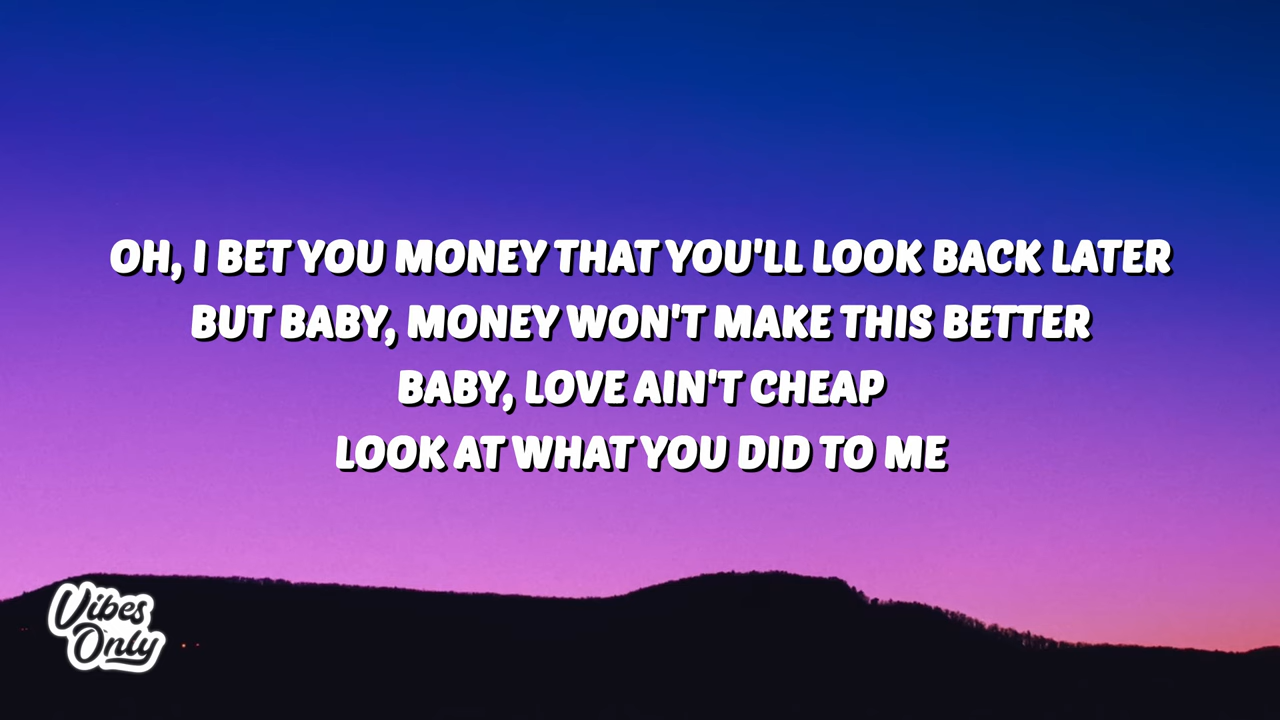 OH, I BET YOU MONEY THAT YOU'LL LOOK BACK LATER
BUT BABY, MONEY WON'T MAKE THIS BETTER
BABY, LOVE AIN'T CHEAP
LOOK AT WHAT YOU DID TO ME
Vibes
Only